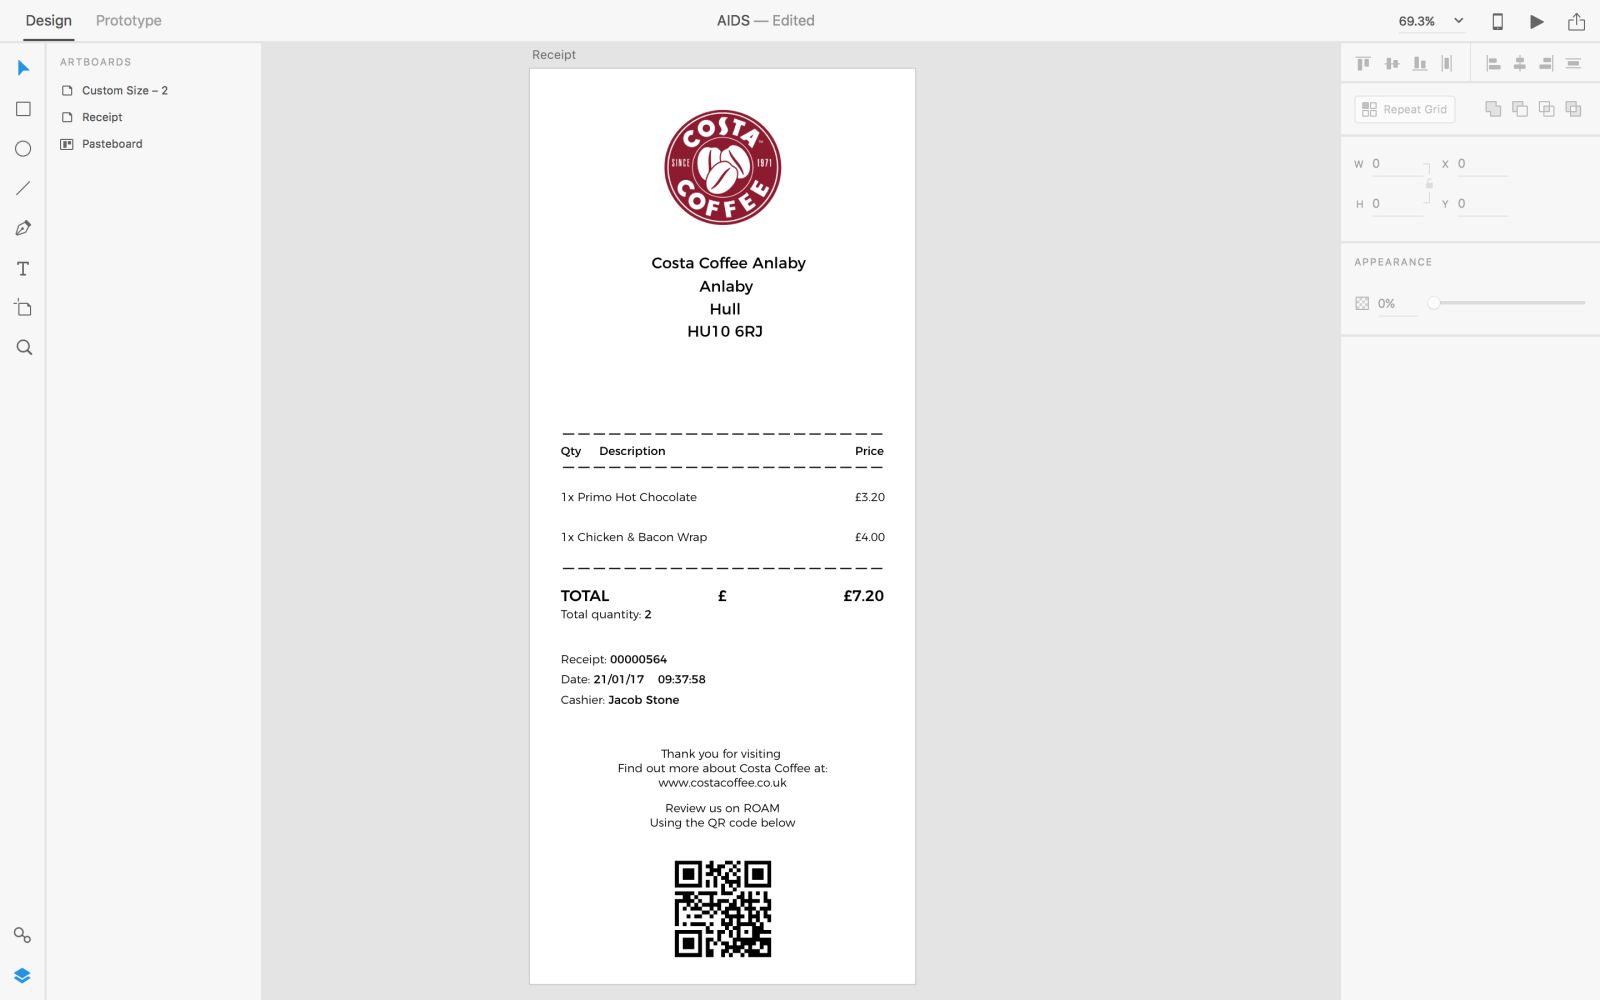 Design Prototype AIDS — Edited 69.3%
ARTBOARDS
Custom Size – 2
Receipt
Pasteboard
Receipt
COSTA
SINCE 1971
COFFEE
Costa Coffee Anlaby
Anlaby
Hull
HU10 6RJ
Qty Description Price
1x Primo Hot Chocolate £3.20
1x Chicken & Bacon Wrap £4.00
TOTAL £ £7.20
Total quantity: 2
Receipt: 00000564
Date: 21/01/17 09:37:58
Cashier: Jacob Stone
Thank you for visiting
Find out more about Costa Coffee at:
www.costacoffee.co.uk
Review us on ROAM
Using the QR code below
Repeat Grid
W 0 X 0
H 0 Y 0
APPEARANCE
0%